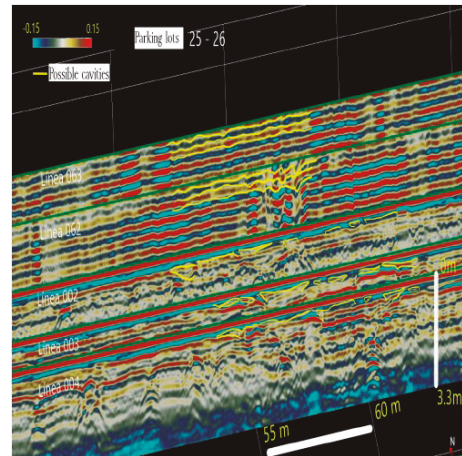 -0.15 0.15
Parking lots 25 - 26
Possible cavities
Linea 063
Linea 062
Linea 002
Linea 003
Linea 004
0m
3.3m
55 m
60 m
N